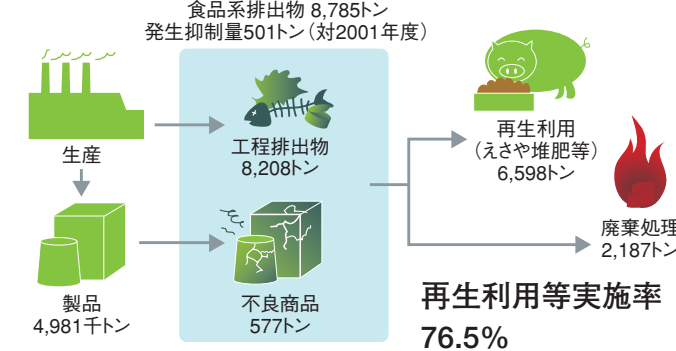 食品系排出物 8,785トン
発生抑制量501トン（対2001年度）
生産
工程排出物
8,208トン
再生利用
（えさや堆肥等）
6,598トン
廃棄処理
2,187トン
製品
4,981千トン
不良商品
577トン
再生利用等実施率
76.5%